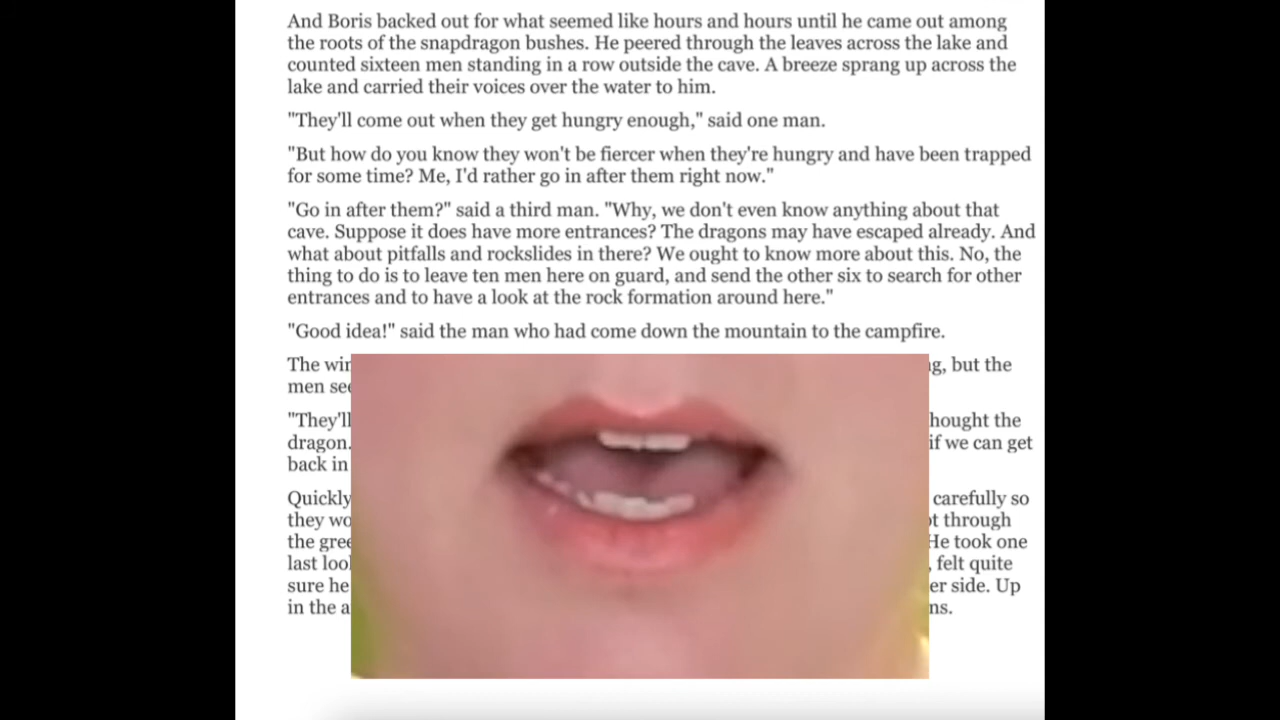 And Boris backed out for what seemed like hours and hours until he came out among
the roots of the snapdragon bushes. He peered through the leaves across the lake and
counted sixteen men standing in a row outside the cave. A breeze sprang up across the
lake and carried their voices over the water to him.
"They'll come out when they get hungry enough," said one man.
"But how do you know they won't be fiercer when they're hungry and have been trapped
for some time? Me, I'd rather go in after them right now."
"Go in after them?" said a third man. "Why, we don't even know anything about that
cave. Suppose it does have more entrances? The dragons may have escaped already. And
what about pitfalls and rockslides in there? We ought to know more about this. No, the
thing to do is to leave ten men here on guard, and send the other six to search for other
entrances and to have a look at the rock formation around here."
"Good idea!" said the man who had come down the mountain to the campfire.
The but the
men
"They'll the
dragon. if we can get
back in
Quickly carefully so
they through
the He took one
last felt quite
sure he side. Up
in the